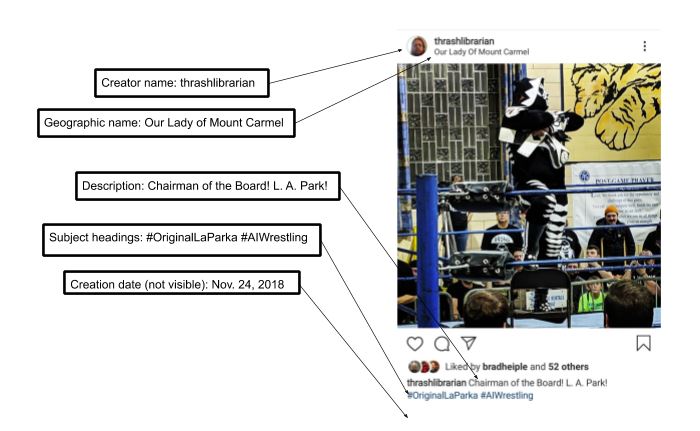 thrashlibrarian
Our Lady of Mount Carmel
Creator name: thrashlibrarian
Geographic name: Our Lady of Mount Carmel
Description: Chairman of the Board! L. A. Park!
Subject headings: #OriginalLaParka #AIWrestling
Creation date (not visible): Nov. 24, 2018
POSTGAME PRAYER
Liked by bradheiple and 52 others
thrashlibrarian Chairman of the Board! L. A. Park!
#OriginalLaParka #AIWrestling